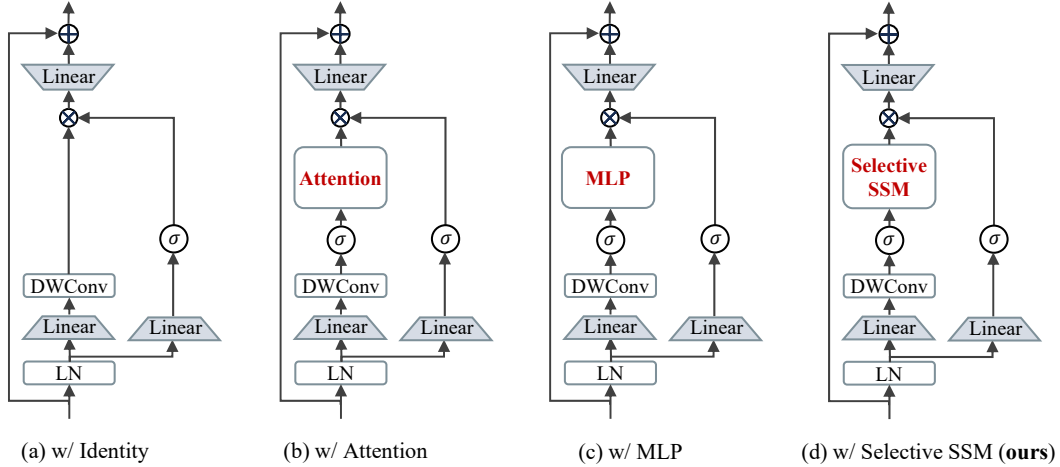 Linear
DWConv
σ
Linear
Linear
LN
(a) w/ Identity
Linear
Attention
σ
σ
DWConv
Linear
Linear
LN
(b) w/ Attention
Linear
MLP
σ
σ
DWConv
Linear
Linear
LN
(c) w/ MLP
Linear
Selective
SSM
σ
σ
DWConv
Linear
Linear
LN
(d) w/ Selective SSM (ours)